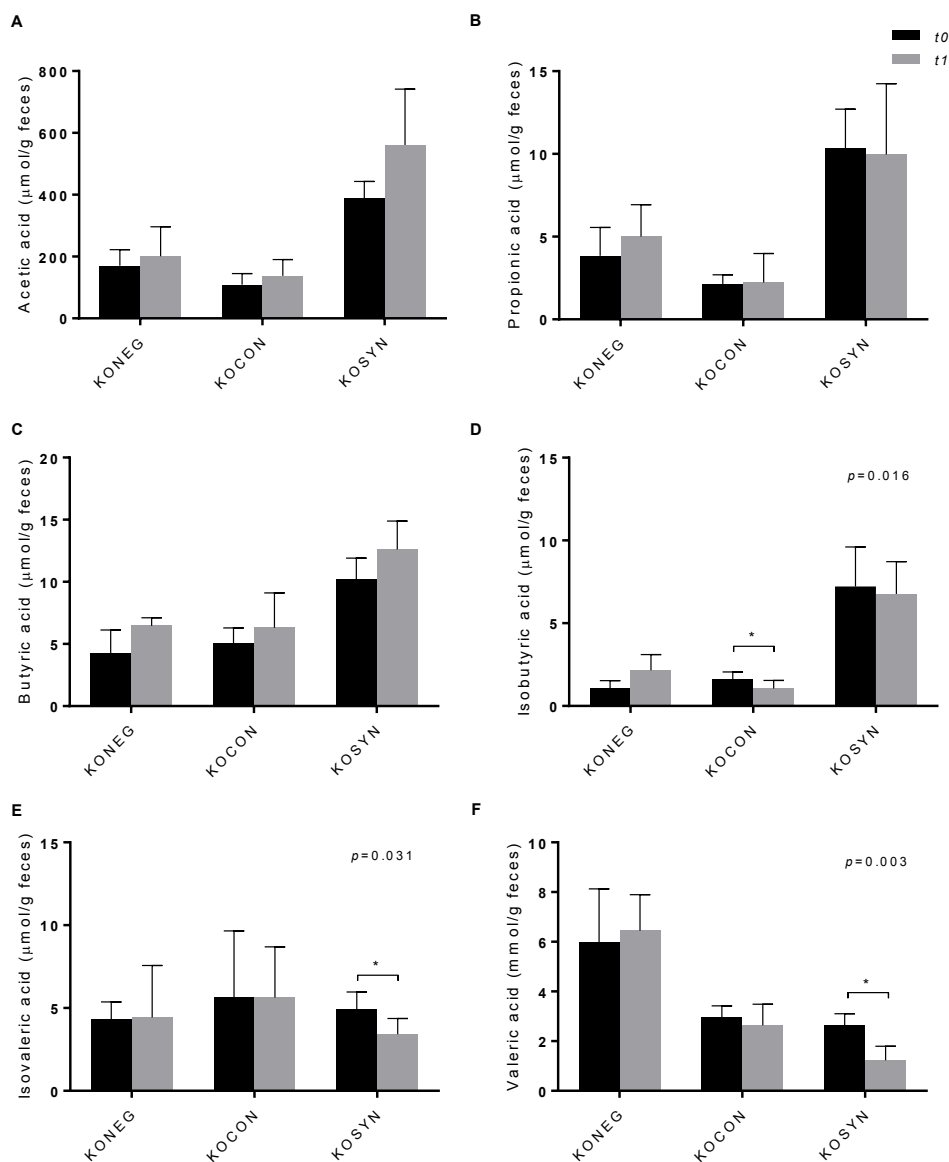 A
Acetic acid (μmol/g feces)
800
600
400
200
0
KONEG
KOCON
KOSYN
B
t0
t1
Propionic acid (μmol/g feces)
15
10
5
0
KONEG
KOCON
KOSYN
C
Butyric acid (μmol/g feces)
20
15
10
5
0
KONEG
KOCON
KOSYN
D
Isobutyric acid (μmol/g feces)
15
10
5
0
p=0.016
*
KONEG
KOCON
KOSYN
E
Isovaleric acid (μmol/g feces)
15
10
5
0
p=0.031
*
KONEG
KOCON
KOSYN
F
Valeric acid (mmol/g feces)
10
8
6
4
2
0
p=0.003
*
KONEG
KOCON
KOSYN